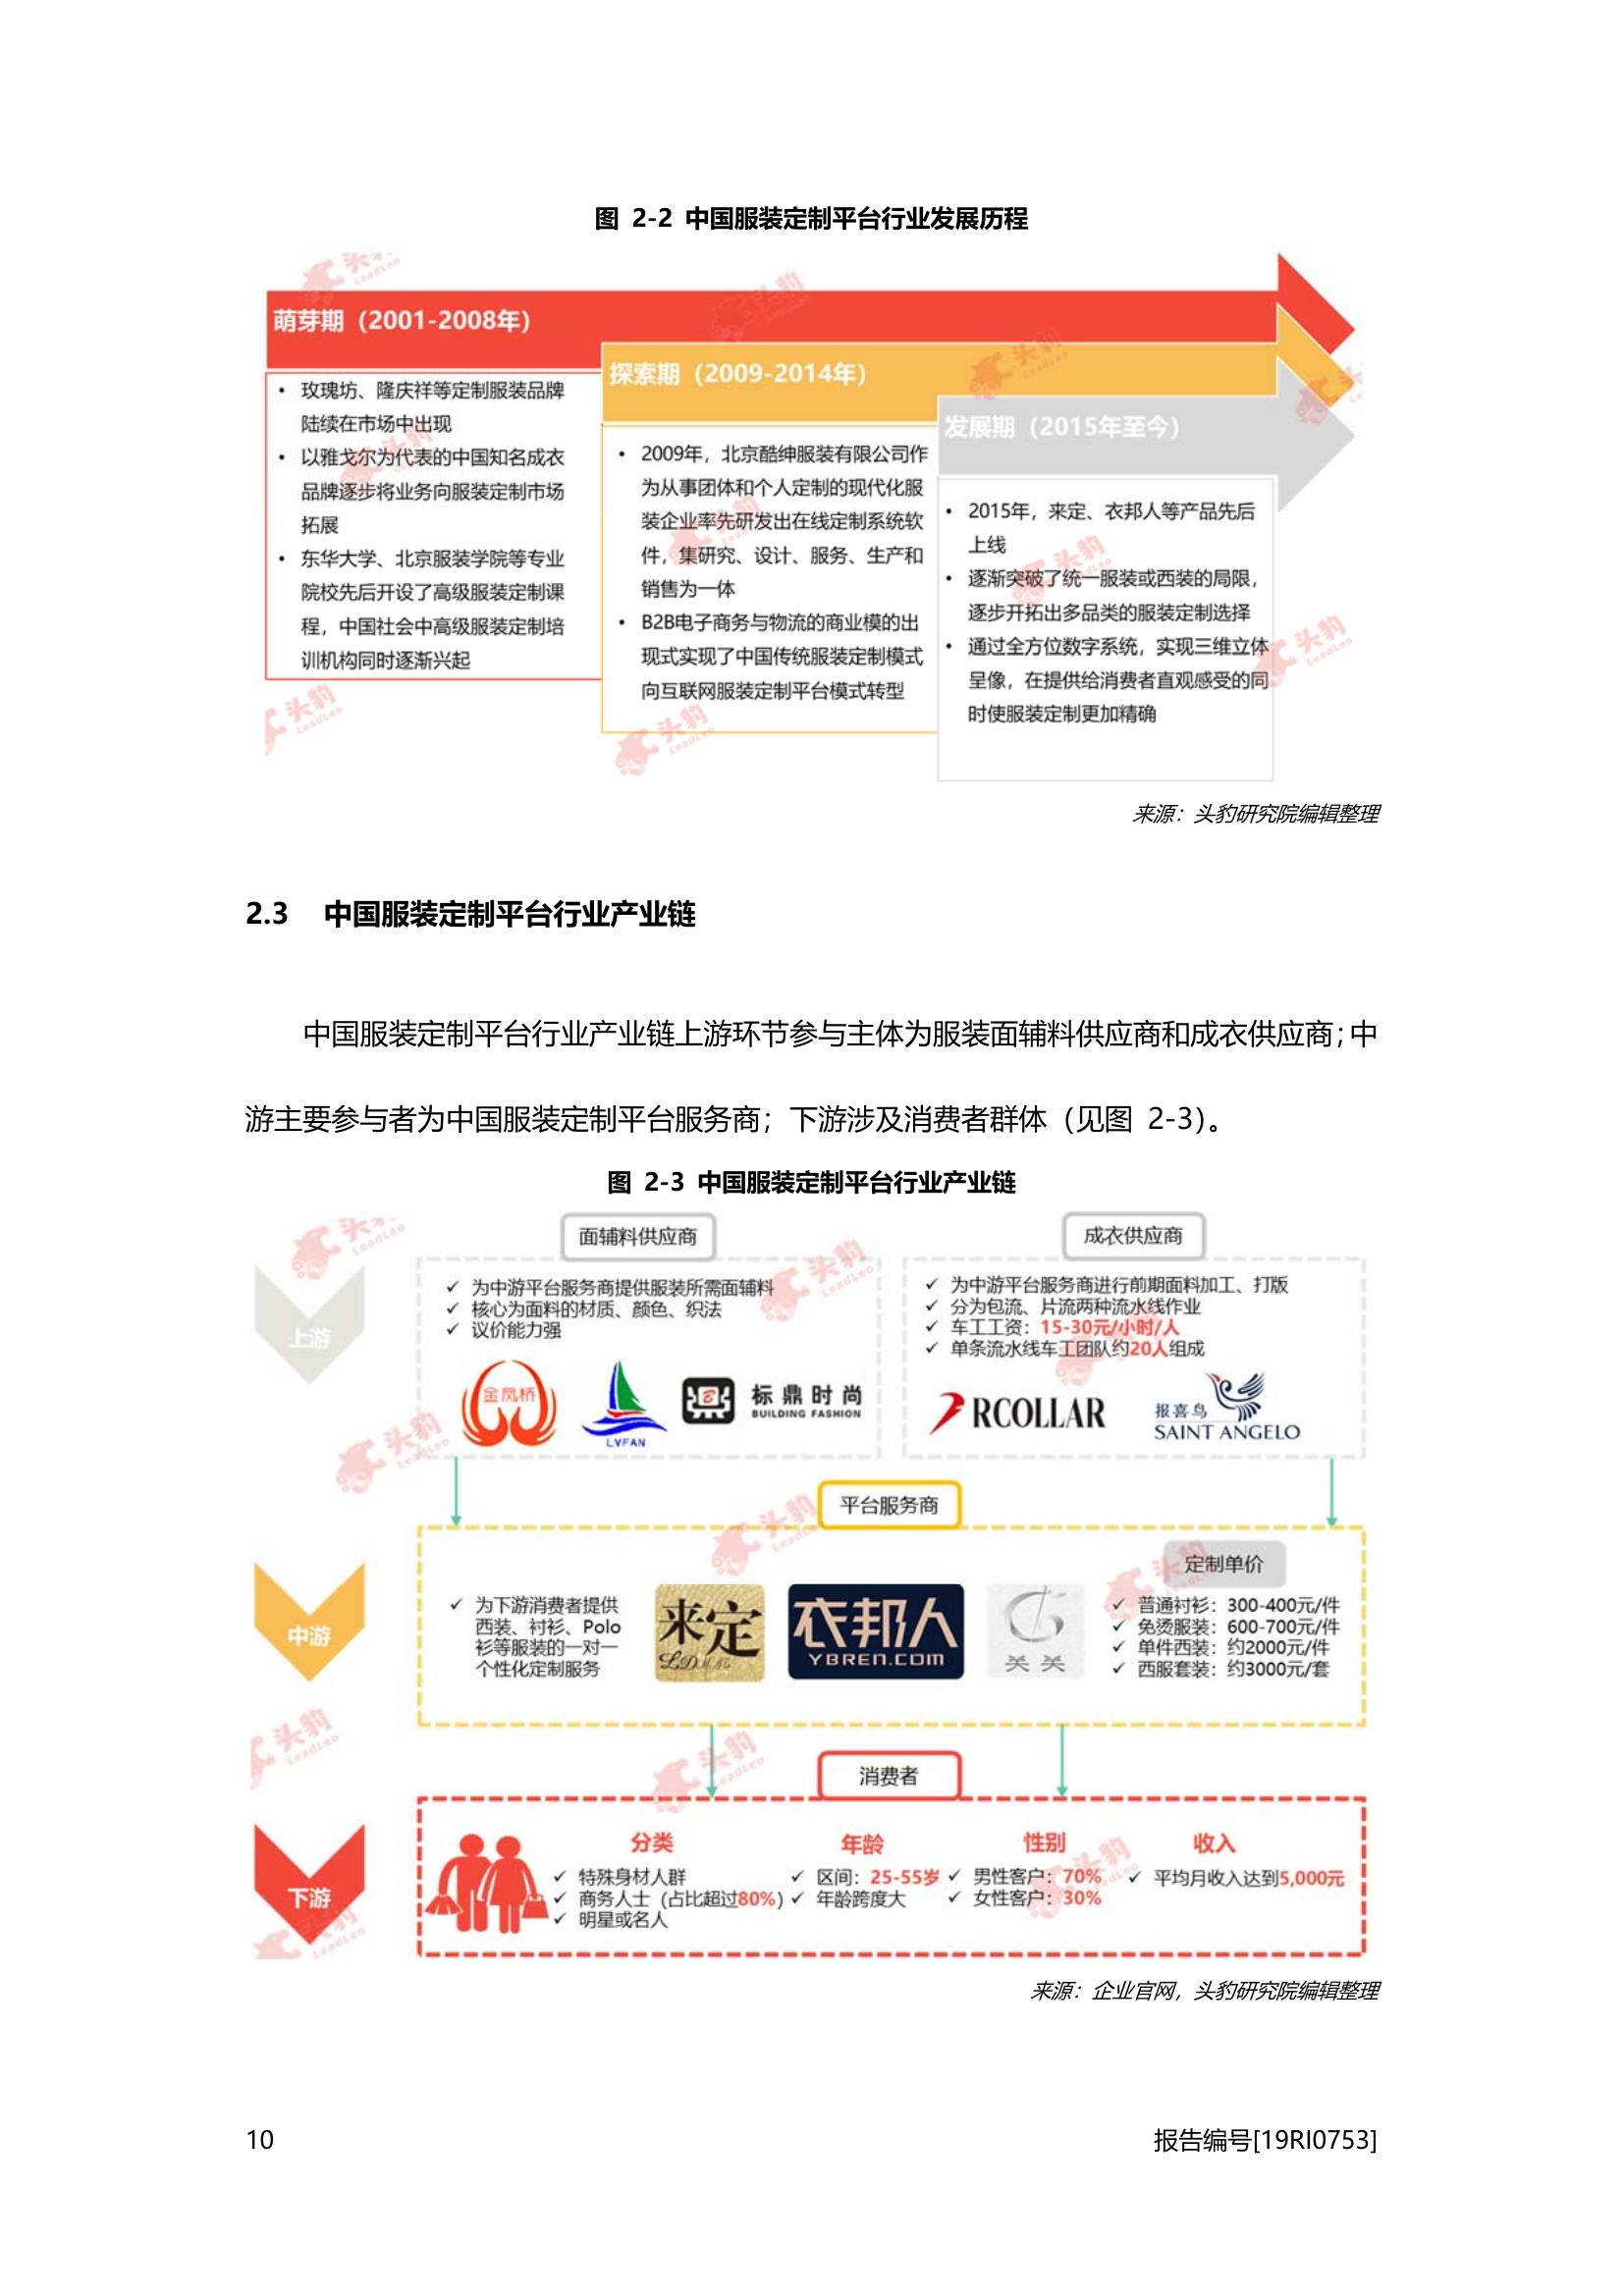 图 2-2 中国服装定制平台行业发展历程
萌芽期（2001-2008年）
• 玫瑰坊、隆庆祥等定制服装品牌
陆续在市场中出现
• 以雅戈尔为代表的中国知名成衣
品牌逐步将业务向服装定制市场
拓展
• 东华大学、北京服装学院等专业
院校先后开设了高级服装定制课
程，中国社会中高级服装定制培
训机构同时逐渐兴起
探索期（2009-2014年）
• 2009年，北京酷绅服装有限公司作
为从事团体和个人定制的现代化服
装企业率先研发出在线定制系统软
件，集研究、设计、服务、生产和
销售为一体
• B2B电子商务与物流的商业模的出
现式实现了中国传统服装定制模式
向互联网服装定制平台模式转型
发展期（2015年至今）
• 2015年，来定、衣邦人等产品先后
上线
• 逐渐突破了统一服装或西装的局限，
逐步开拓出多品类的服装定制选择
• 通过全方位数字系统，实现三维立体
呈像，在提供给消费者直观感受的同
时使服装定制更加精确
来源：头豹研究院编辑整理
2.3 中国服装定制平台行业产业链
中国服装定制平台行业产业链上游环节参与主体为服装面辅料供应商和成衣供应商；中
游主要参与者为中国服装定制平台服务商；下游涉及消费者群体（见图 2-3）。
图 2-3 中国服装定制平台行业产业链
上游
面辅料供应商
✓ 为中游平台服务商提供服装所需面辅料
✓ 核心为面料的材质、颜色、织法
✓ 议价能力强
金凤桥
LVFAN
标鼎时尚
BUILDING FASHION
成衣供应商
✓ 为中游平台服务商进行前期面料加工、打版
✓ 分为包流、片流两种流水线作业
✓ 车工工资：15-30元/小时/人
✓ 单条流水线车工团队约20人组成
RCOLLAR
报喜鸟
SAINT ANGELO
中游
平台服务商
✓ 为下游消费者提供
西装、衬衫、Polo
衫等服装的一对一
个性化定制服务
来定
衣邦人
YBREN.COM
定制单价
✓ 普通衬衫：300-400元/件
✓ 免烫服装：600-700元/件
✓ 单件西装：约2000元/件
✓ 西服套装：约3000元/套
下游
消费者
分类
✓ 特殊身材人群
✓ 商务人士（占比超过80%）
✓ 明星或名人
年龄
✓ 区间：25-55岁
✓ 年龄跨度大
性别
✓ 男性客户：70%
✓ 女性客户：30%
收入
✓ 平均月收入达到5,000元
来源：企业官网，头豹研究院编辑整理
10
报告编号[19RI0753]
头豹
LeadLeo